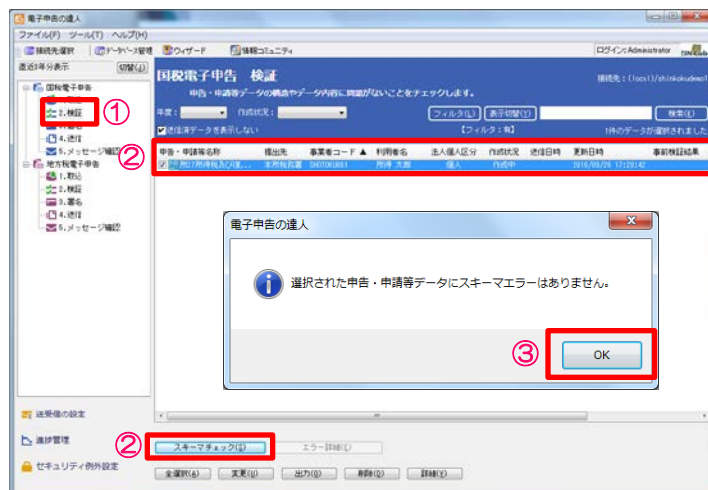 電子申告の達人
ファイル(F) ツール(T) ヘルプ(H)
接続先選択 データベース管理 ウィザード 情報コミュニティ ログイン:Administrator
直近3年分表示 切替(J)
国税電子申告
2.検証
4.送信
5.メッセージ確認
地方税電子申告
1.取込
2.検証
3.署名
4.送信
5.メッセージ確認
送受信の設定
進捗管理
セキュリティ例外設定
①
国税電子申告 検証
接続先:(local)/shinkokudemo1
申告・申請等データの構造やデータ内容に問題がないことをチェックします。
年度: 作成状況: フィルタ(L) 表示切替(Y) 検索(I)
送信済データを表示しない 【フィルタ:無】 1件のデータが選択されました
②
申告・申請等名称 提出先 事業者コード▲ 利用者名 法人個人区分 作成状況 送信日時 更新日時 事前検証結果
本所税務署 所得 太郎 個人 作成中
電子申告の達人
選択された申告・申請等データにスキーマエラーはありません。
③
OK
②
スキーマチェック(S) エラー詳細(E)
全選択(A) 変更(U) 出力(O) 削除(D) 詳細(Y)